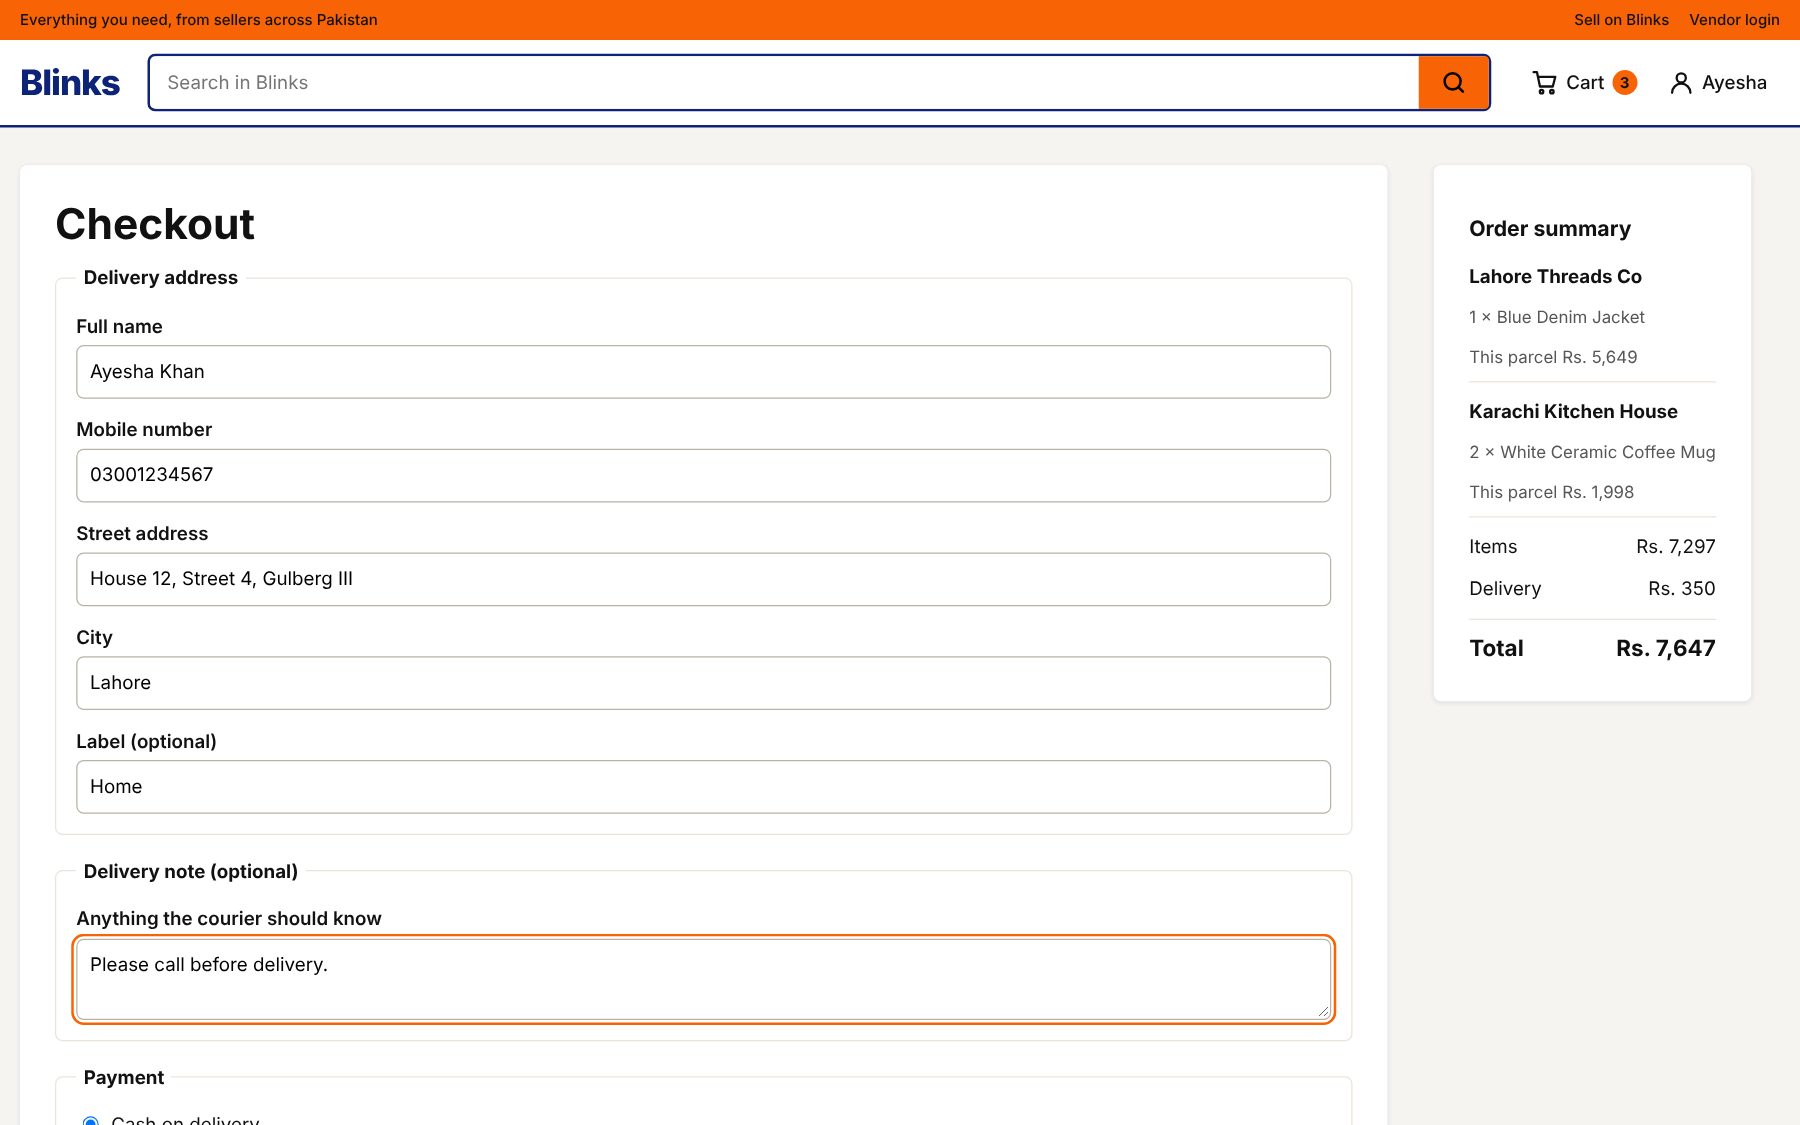 Everything you need, from sellers across Pakistan
Sell on Blinks
Vendor login
Blinks
Search in Blinks
Cart 3
Ayesha
Checkout
Delivery address
Full name
Ayesha Khan
Mobile number
03001234567
Street address
House 12, Street 4, Gulberg III
City
Lahore
Label (optional)
Home
Delivery note (optional)
Anything the courier should know
Please call before delivery.
Payment
Cash on delivery
Order summary
Lahore Threads Co
1 × Blue Denim Jacket
This parcel Rs. 5,649
Karachi Kitchen House
2 × White Ceramic Coffee Mug
This parcel Rs. 1,998
Items Rs. 7,297
Delivery Rs. 350
Total Rs. 7,647